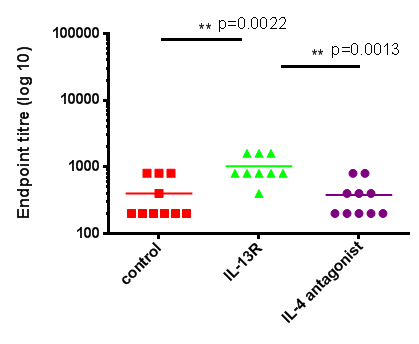 ** p=0.0022
** p=0.0013
Endpoint titre (log 10)
100000
10000
1000
100
control
IL-13R
IL-4 antagonist